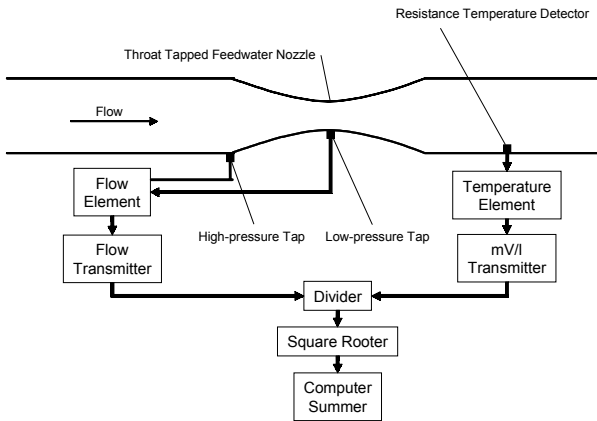 Resistance Temperature Detector
Throat Tapped Feedwater Nozzle
Flow
Flow
Element
Temperature
Element
High-pressure Tap
Low-pressure Tap
Flow
Transmitter
mV/I
Transmitter
Divider
Square Rooter
Computer
Summer